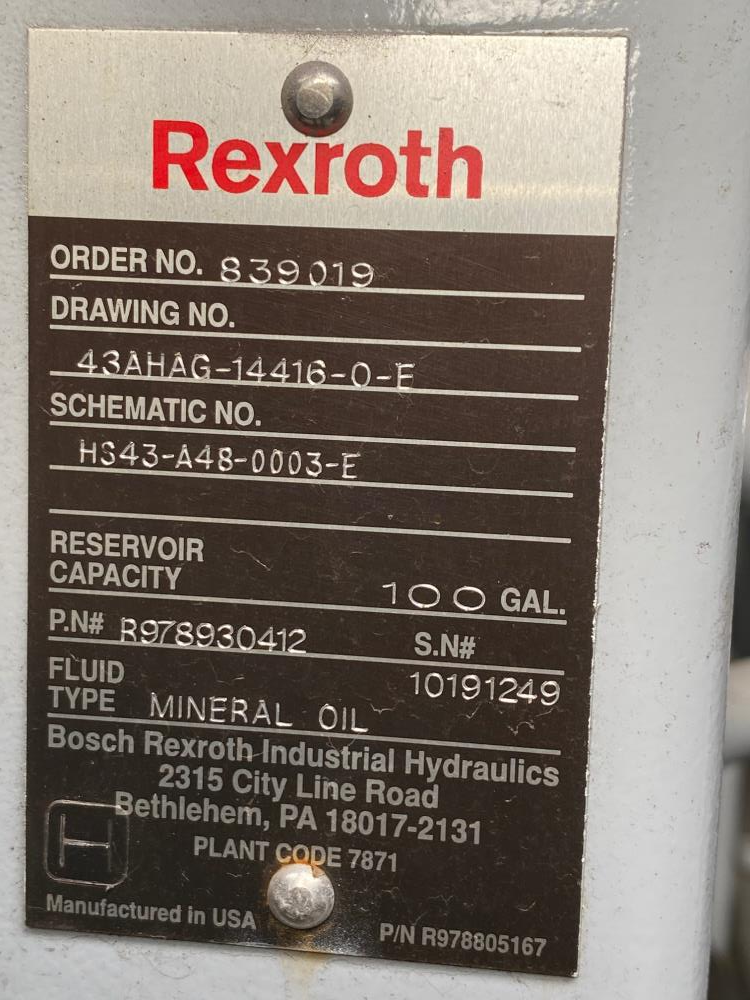 Rexroth
ORDER NO. 839019
DRAWING NO.
43AHAG-14416-0-E
SCHEMATIC NO.
HS43-A48-0003-E
RESERVOIR
CAPACITY 100 GAL.
P.N# R978930412 S.N#
10191249
FLUID
TYPE MINERAL OIL
Bosch Rexroth Industrial Hydraulics
2315 City Line Road
Bethlehem, PA 18017-2131
PLANT CODE 7871
H
Manufactured in USA
P/N R978805167